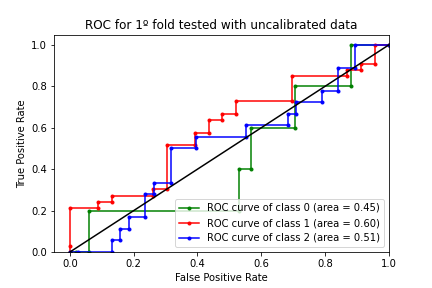 ROC for 1º fold tested with uncalibrated data
True Positive Rate
1.0
0.8
0.6
0.4
0.2
0.0
ROC curve of class 0 (area = 0.45)
ROC curve of class 1 (area = 0.60)
ROC curve of class 2 (area = 0.51)
0.0 0.2 0.4 0.6 0.8 1.0
False Positive Rate